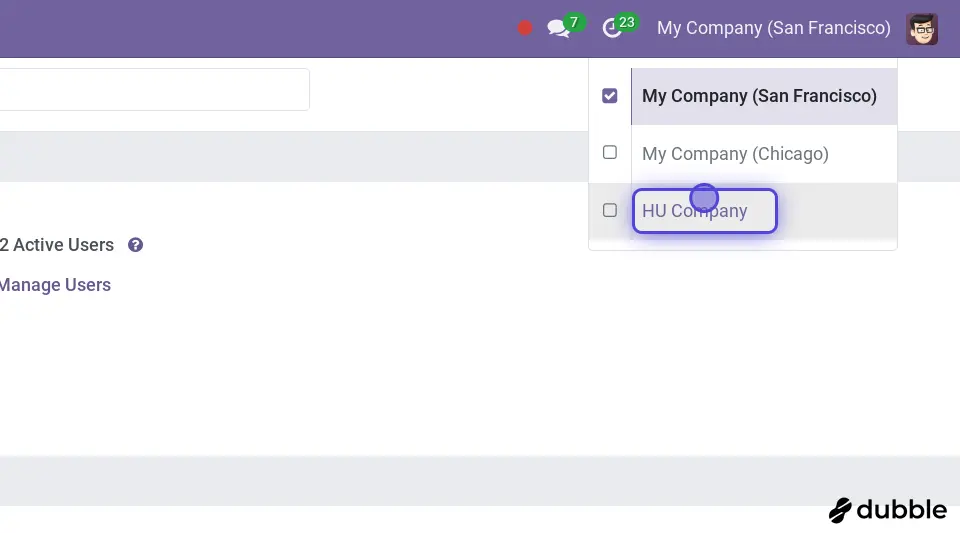 7
23
My Company (San Francisco)
My Company (San Francisco)
My Company (Chicago)
HU Company
2 Active Users
?
Manage Users
dubble